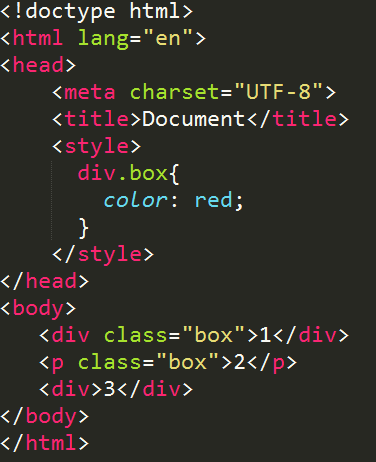 <!doctype html>
<html lang="en">
<head>
    <meta charset="UTF-8">
    <title>Document</title>
    <style>
      div.box{
        color: red;
      }
    </style>
</head>
<body>
   <div class="box">1</div>
   <p class="box">2</p>
   <div>3</div>
</body>
</html>